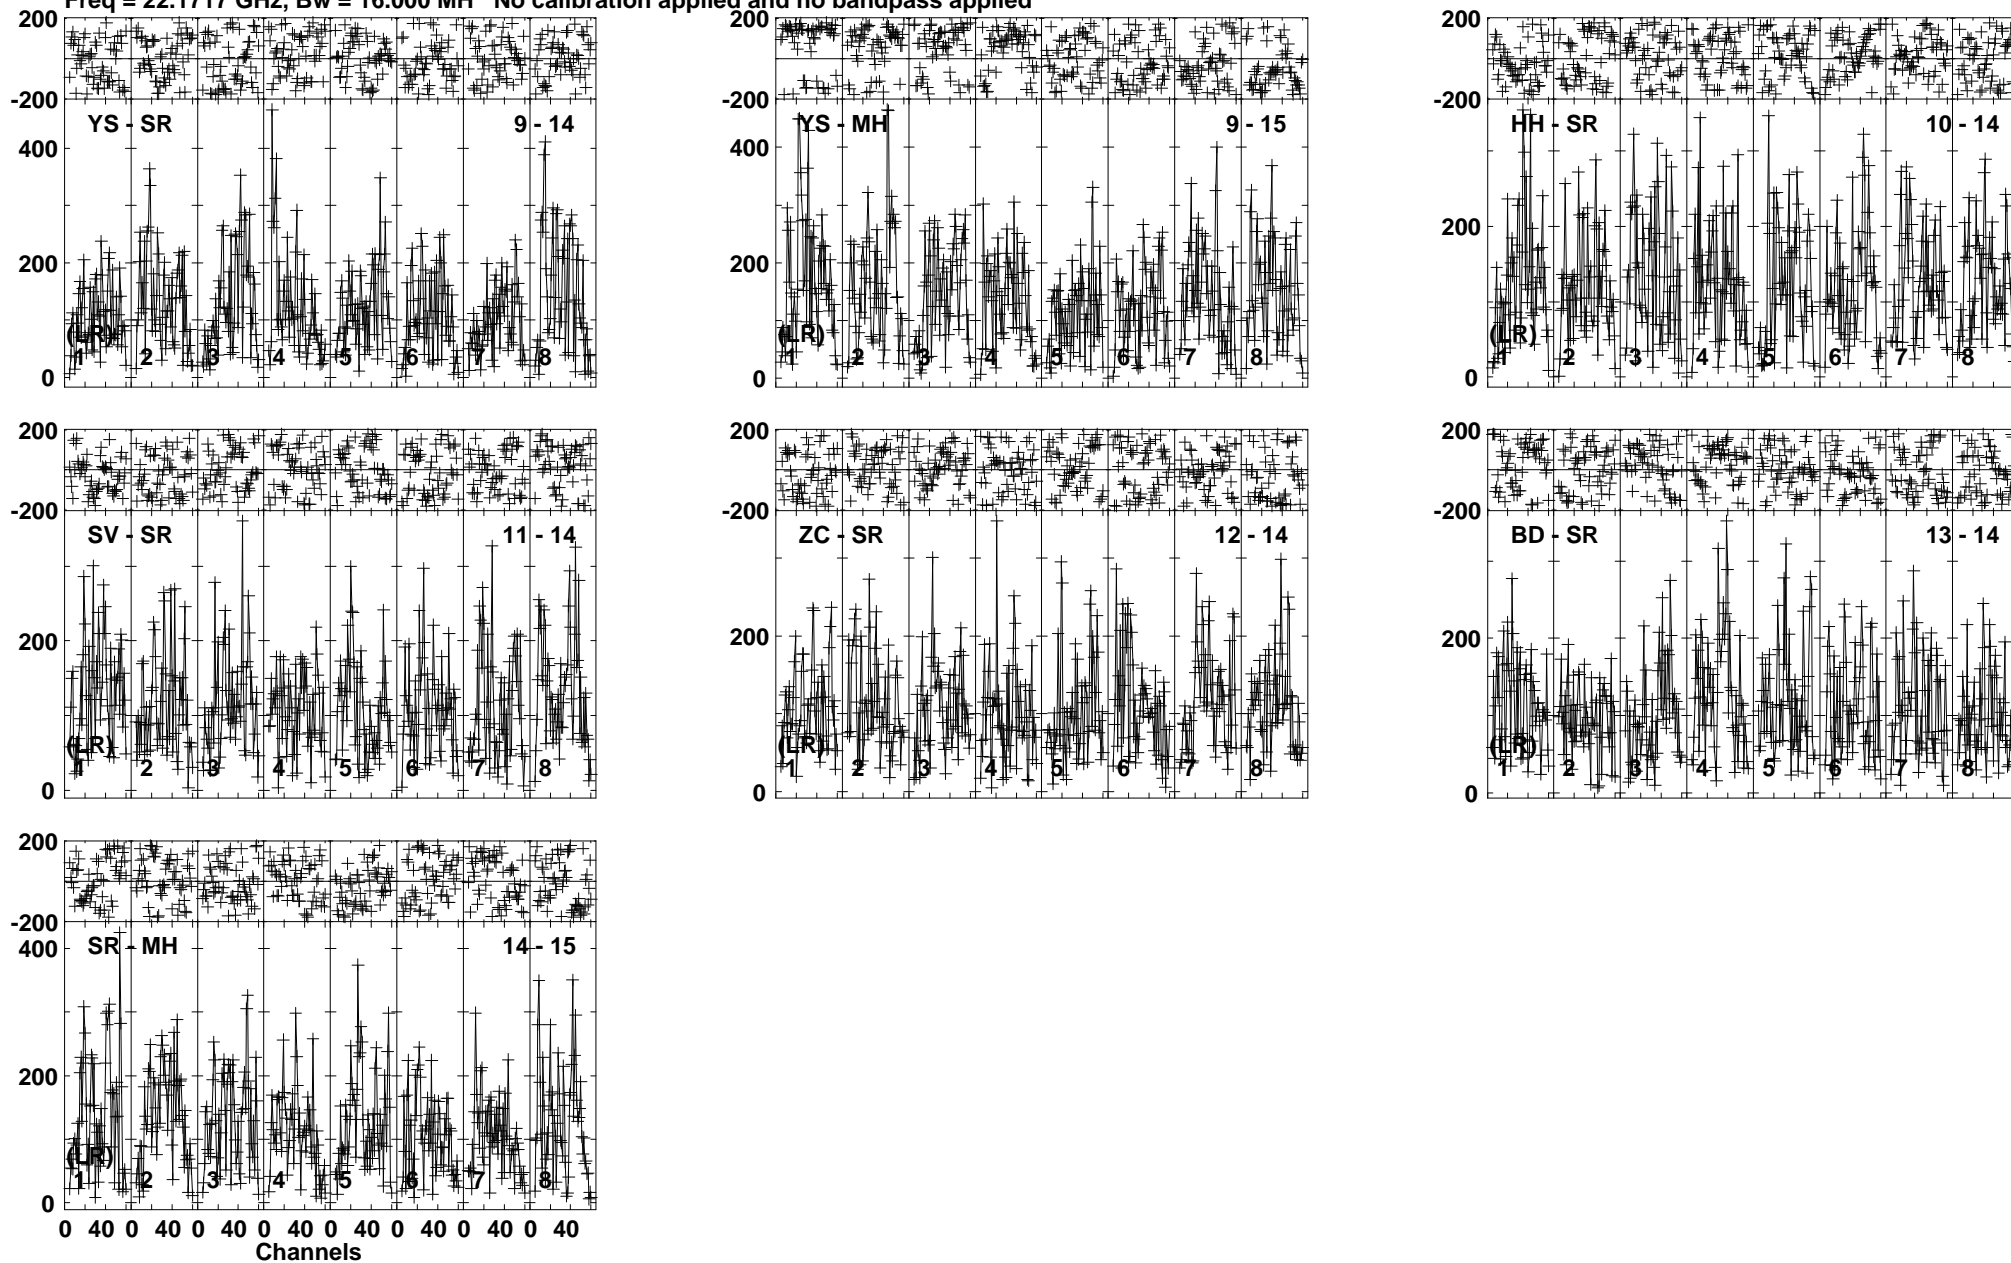 Freq = 22.1717 GHz, Bw = 16.000 MH No calibration applied and no bandpass applied
200
-200
YS - SR 9 - 14
400
200
(LR)
0
1 2 3 4 5 6 7 8
200
-200
YS - MH 9 - 15
400
200
(LR)
0
1 2 3 4 5 6 7 8
200
-200
HH - SR 10 - 14
200
(LR)
0
1 2 3 4 5 6 7 8
200
-200
SV - SR 11 - 14
200
(LR)
0
1 2 3 4 5 6 7 8
200
-200
ZC - SR 12 - 14
200
(LR)
0
1 2 3 4 5 6 7 8
200
-200
BD - SR 13 - 14
200
(LR)
0
1 2 3 4 5 6 7 8
200
-200
SR - MH 14 - 15
400
200
(LR)
0
1 2 3 4 5 6 7 8
0 40 0 40 0 40 0 40 0 40 0 40 0 40 0 40
Channels